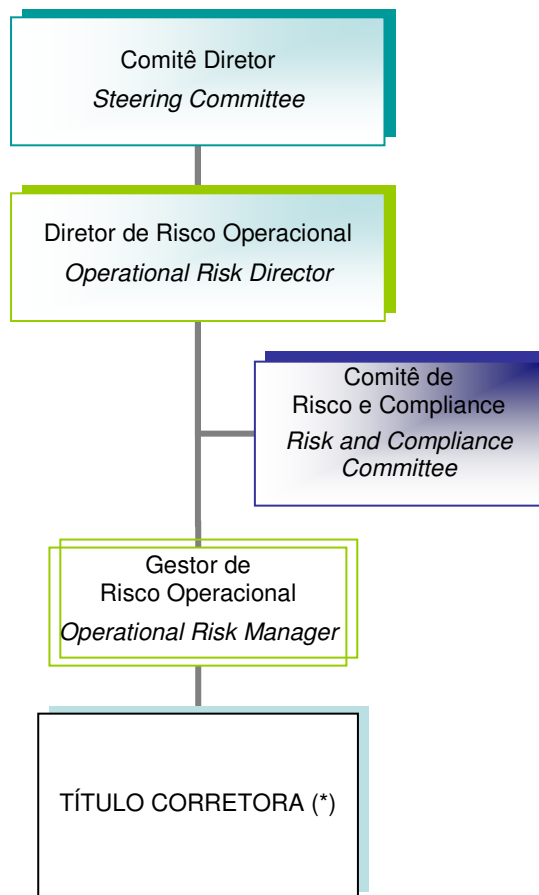 Comitê Diretor
Steering Committee
Diretor de Risco Operacional
Operational Risk Director
Comitê de
Risco e Compliance
Risk and Compliance
Committee
Gestor de
Risco Operacional
Operational Risk Manager
TÍTULO CORRETORA (*)